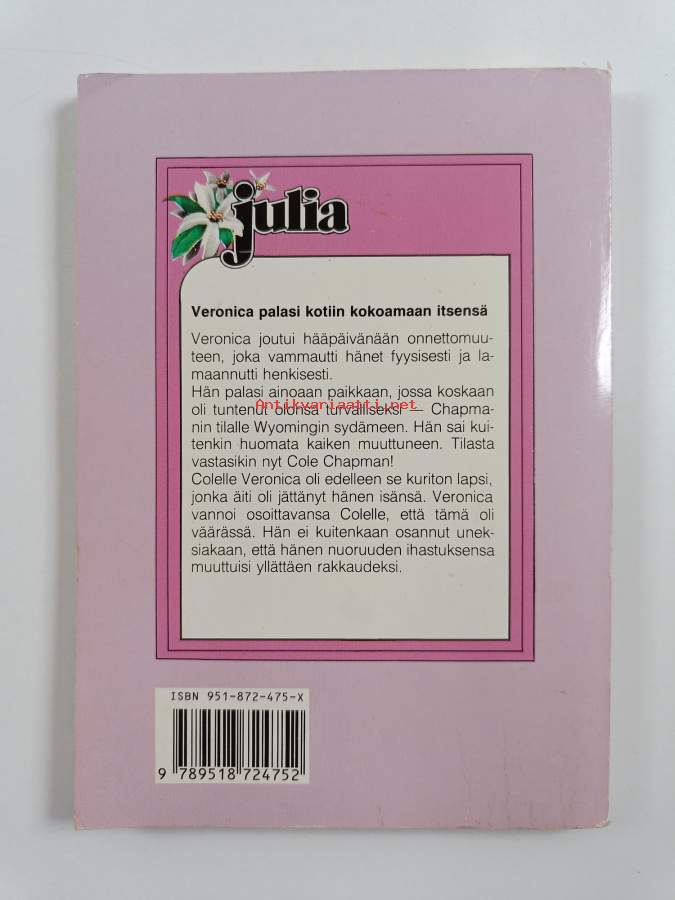 julia
Veronica palasi kotiin kokoamaan itsensä
Veronica joutui hääpäivänään onnettomuu-
teen, joka vammautti hänet fyysisesti ja la-
maannutti henkisesti.
Hän palasi ainoaan paikkaan, jossa koskaan
oli tuntenut olonsa turvalliseksi — Chapma-
Antikvariaatti.net
nin tilalle Wyomingin sydämeen. Hän sai kui-
tenkin huomata kaiken muuttuneen. Tilasta
vastasikin nyt Cole Chapman!
Colelle Veronica oli edelleen se kuriton lapsi,
jonka äiti oli jättänyt hänen isänsä. Veronica
vannoi osoittavansa Colelle, että tämä oli
väärässä. Hän ei kuitenkaan osannut unek-
siakaan, että hänen nuoruuden ihastuksensa
muuttuisi yllättäen rakkaudeksi.
ISBN 951-872-475-X
9 789518 724752